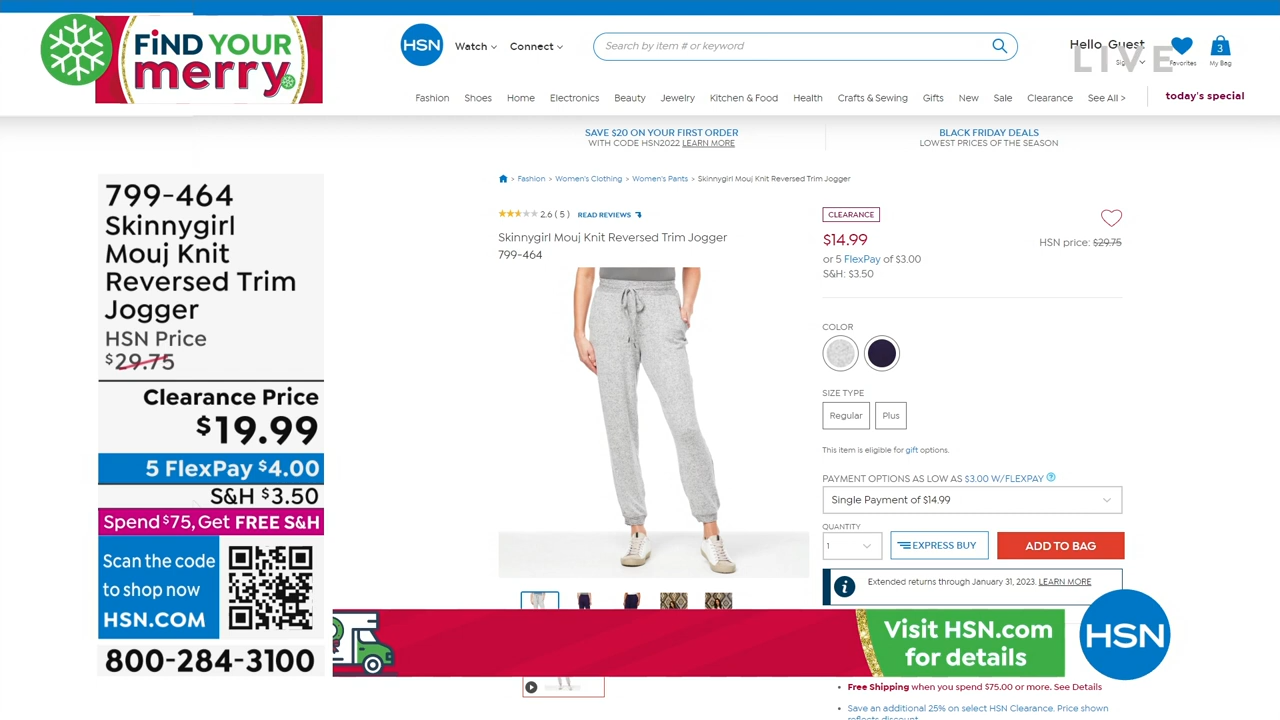 FiND YOUR
merry
HSN
Watch
Connect
Search by item # or keyword
Hello, Guest
LIVE
Favorites
3
My Bag
Fashion Shoes Home Electronics Beauty Jewelry Kitchen & Food Health Crafts & Sewing Gifts New Sale Clearance See All >
today's special
SAVE $20 ON YOUR FIRST ORDER
WITH CODE HSN2022 LEARN MORE
BLACK FRIDAY DEALS
LOWEST PRICES OF THE SEASON
799-464
Skinnygirl
Mouj Knit
Reversed Trim
Jogger
HSN Price
$29.75
Clearance Price
$19.99
5 FlexPay $4.00
S&H $3.50
Spend $75, Get FREE S&H
Scan the code
to shop now
HSN.COM
800-284-3100
> Fashion > Women's Clothing > Women's Pants > Skinnygirl Mouj Knit Reversed Trim Jogger
2.6 ( 5 ) READ REVIEWS
Skinnygirl Mouj Knit Reversed Trim Jogger
799-464
CLEARANCE
$14.99
HSN price: $29.75
or 5 FlexPay of $3.00
S&H: $3.50
COLOR
SIZE TYPE
Regular
Plus
This item is eligible for gift options.
PAYMENT OPTIONS AS LOW AS $3.00 W/FLEXPAY ?
Single Payment of $14.99
QUANTITY
1
EXPRESS BUY
ADD TO BAG
Extended returns through January 31, 2023. LEARN MORE
Visit HSN.com
for details
HSN
• Free Shipping when you spend $75.00 or more. See Details
• Save an additional 25% on select HSN Clearance. Price shown
reflects discount